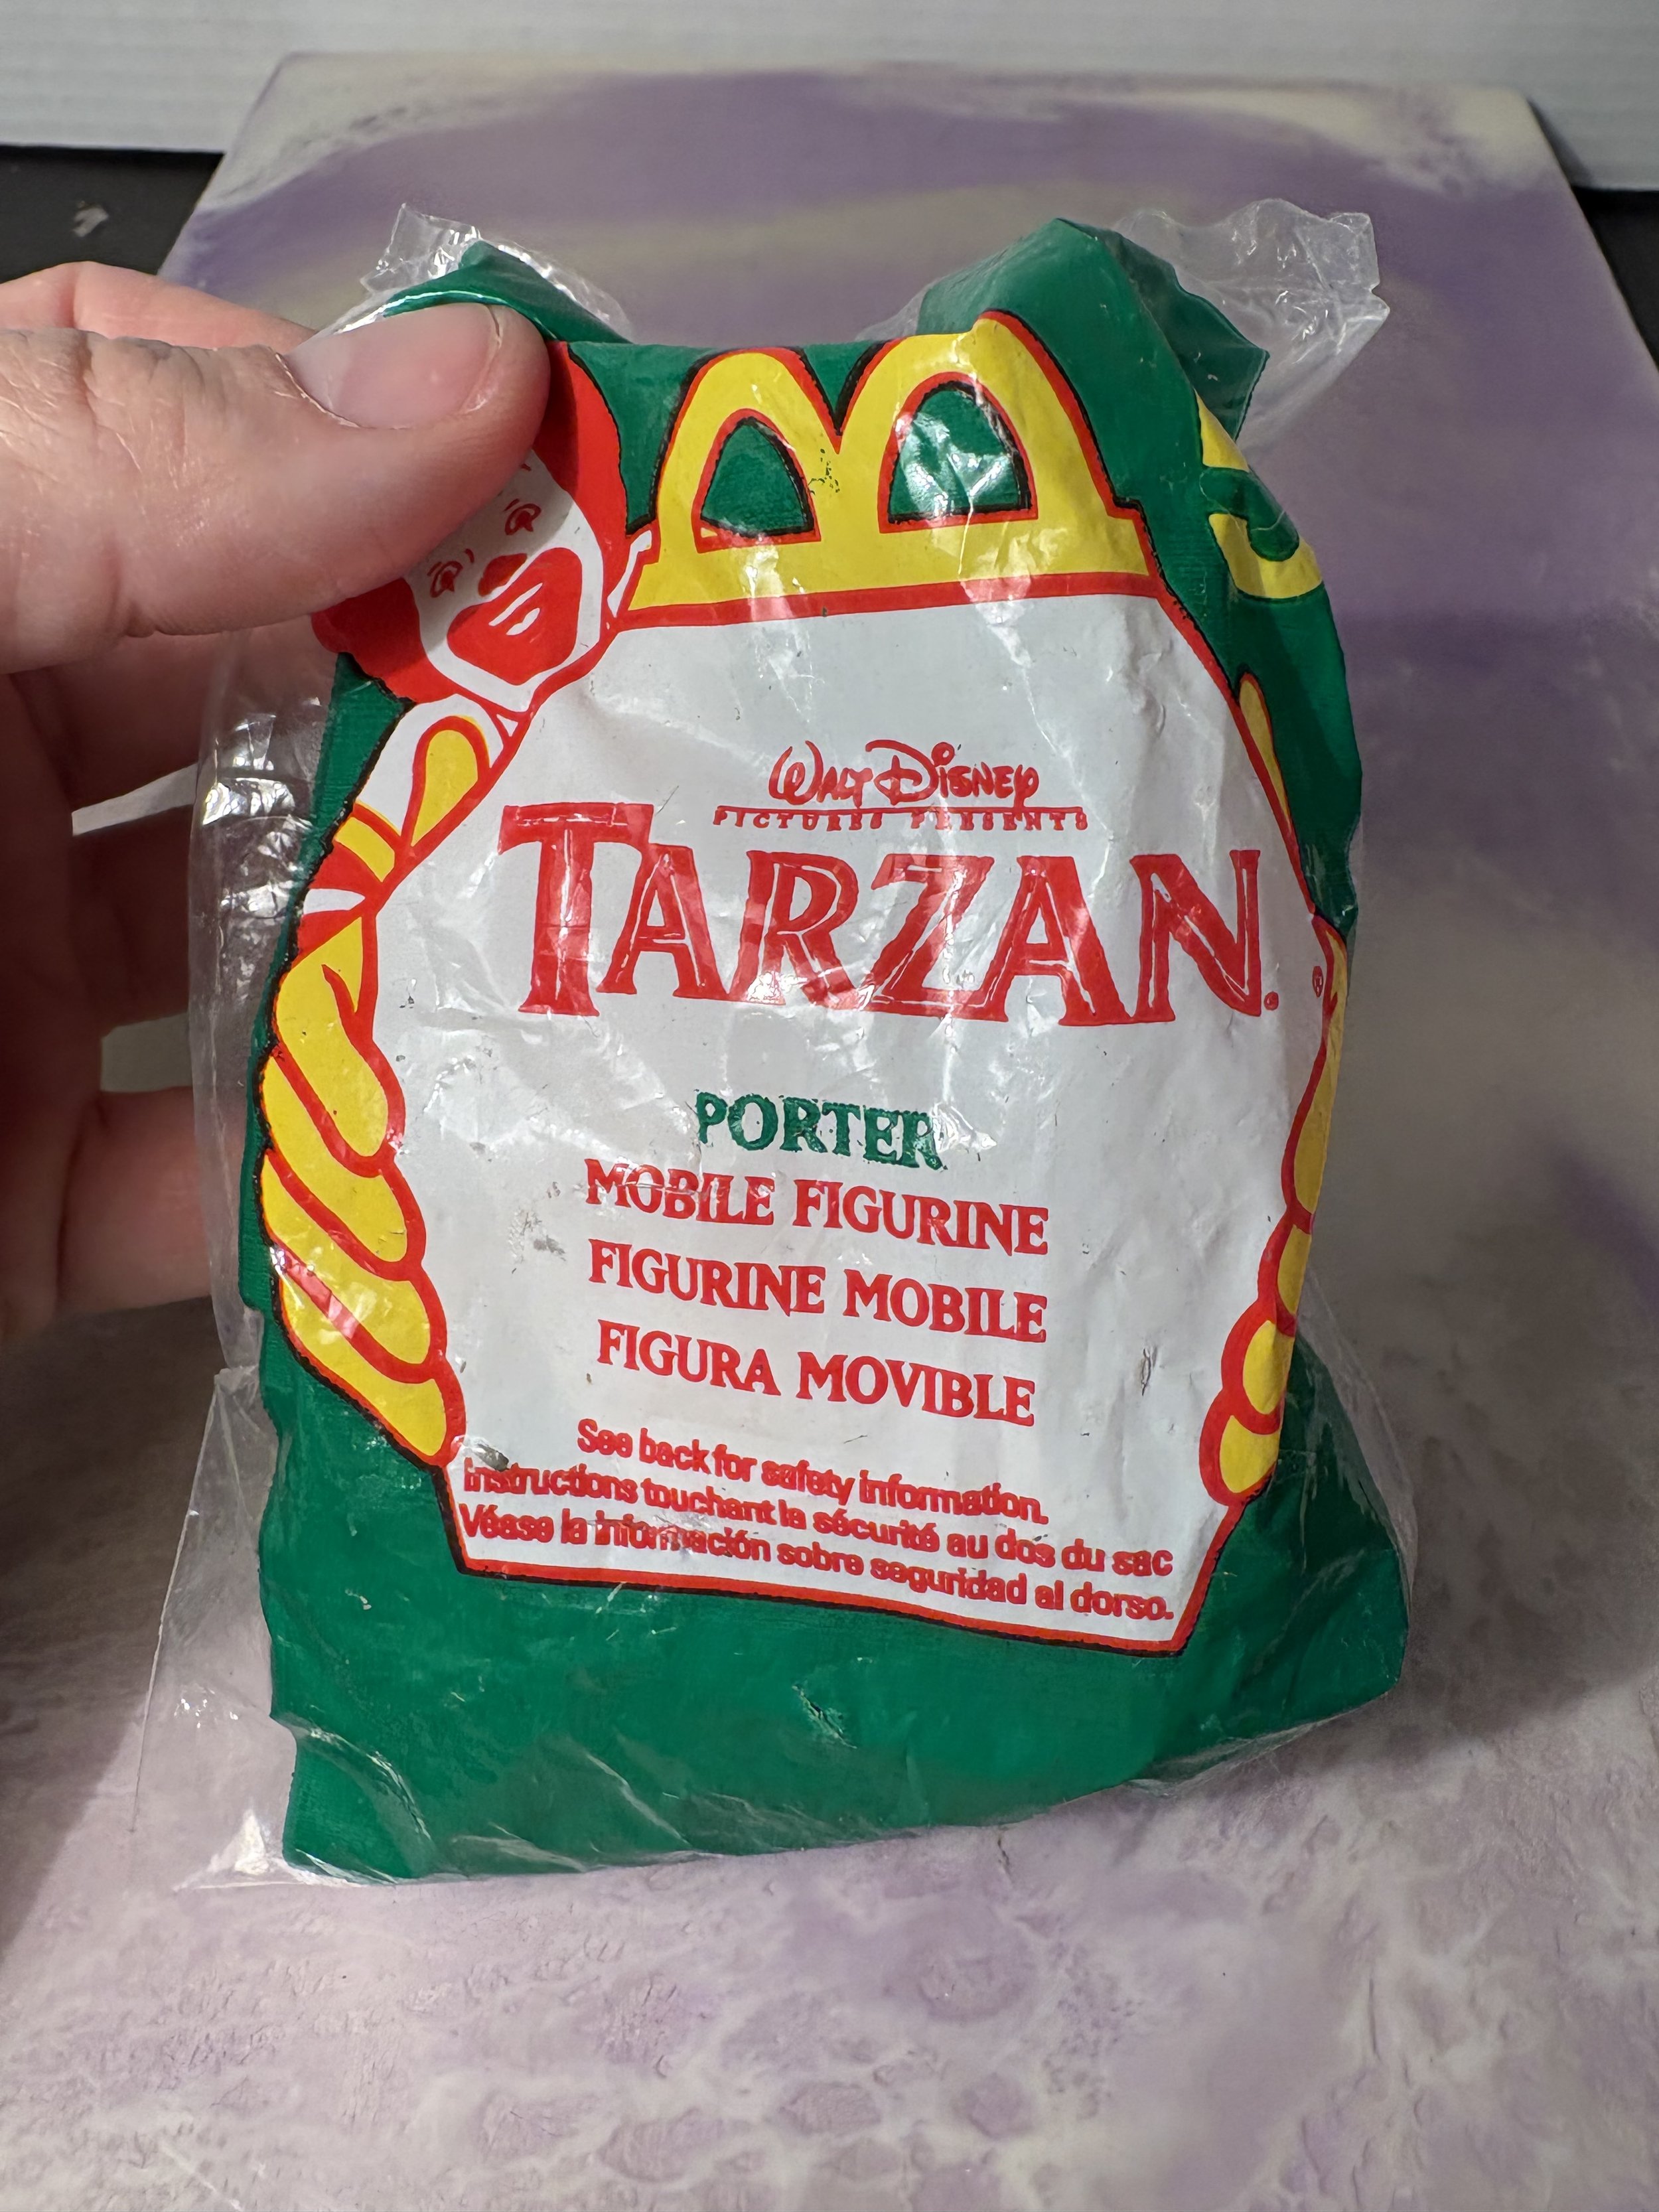 WALT DISNEY
PICTURES PRESENTS
TARZAN.
®
PORTER
MOBILE FIGURINE
FIGURINE MOBILE
FIGURA MOVIBLE
See back for safety information.
Instructions touchant la sécurité au dos du sac
Véase la información sobre seguridad al dorso.